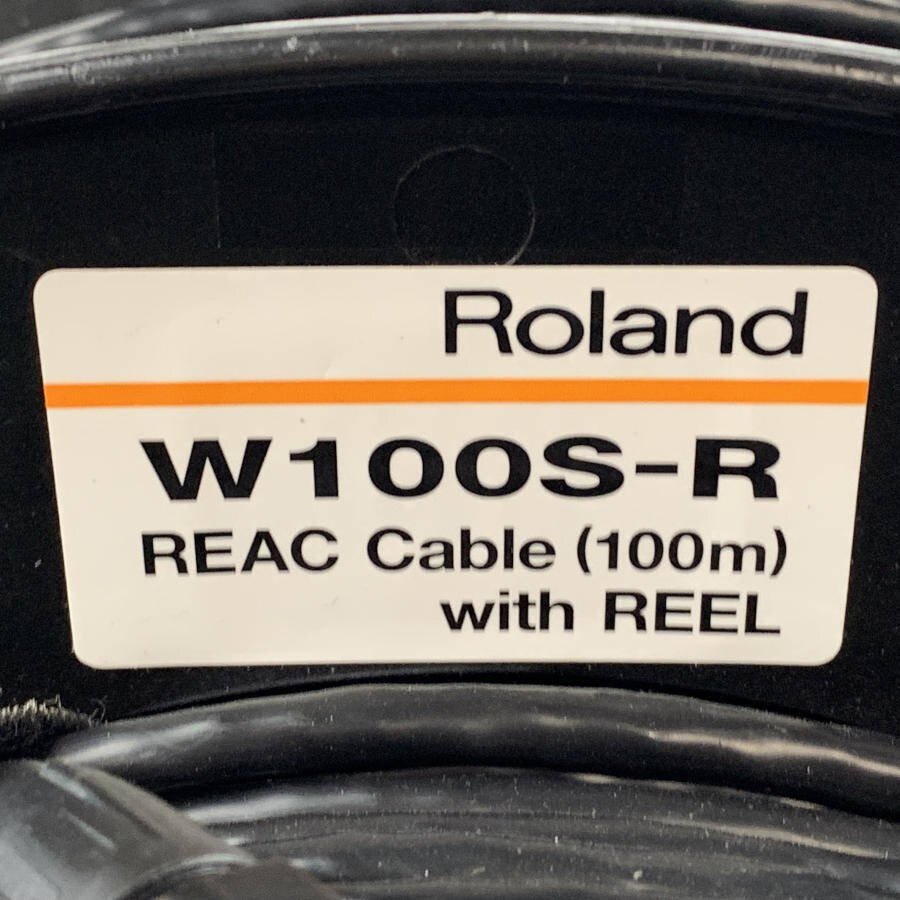 Roland
W100S-R
REAC Cable (100m)
with REEL